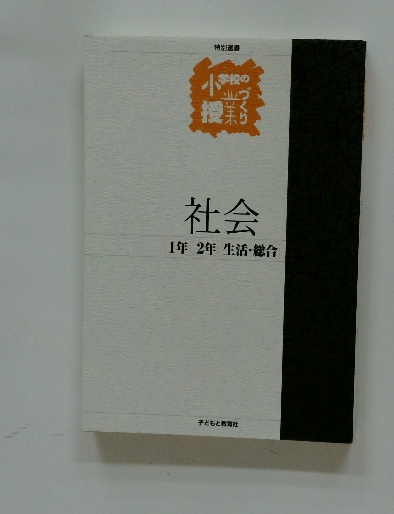 特別選書
小学校の
授業づくり
社会
1年 2年 生活・総合
子どもと教育社